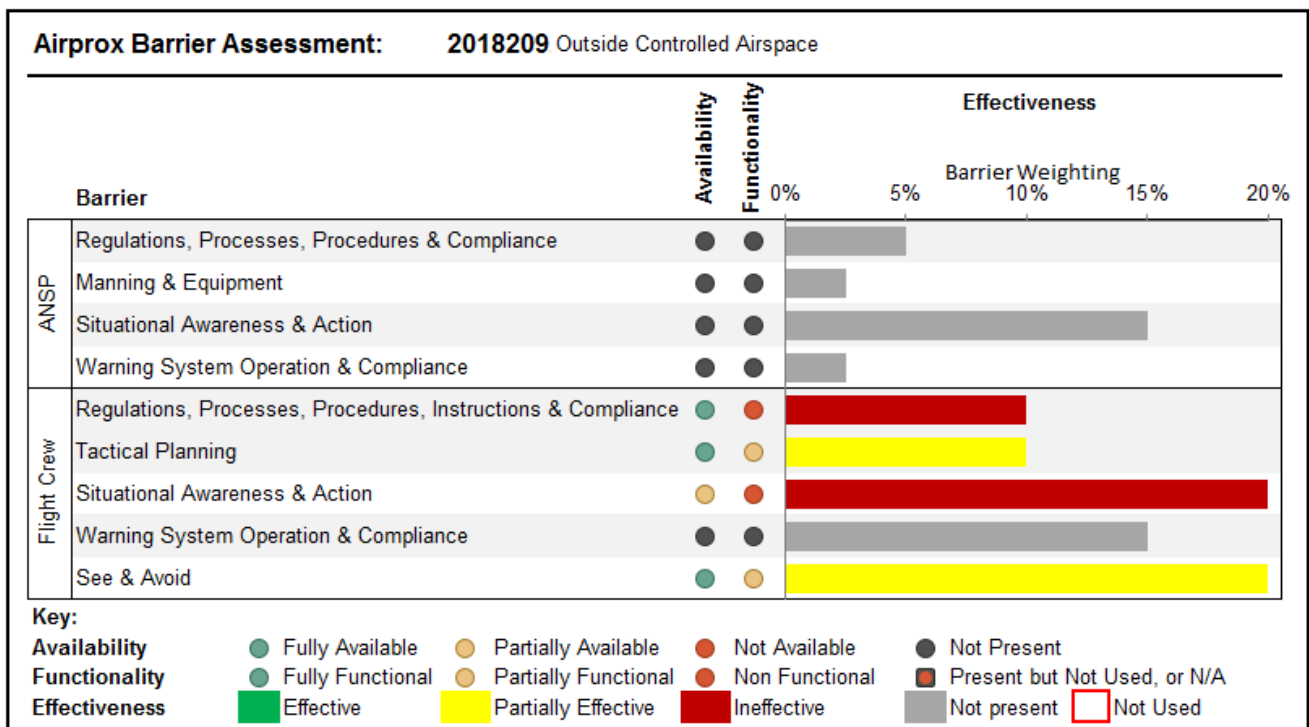 Airprox Barrier Assessment: 2018209 Outside Controlled Airspace
Barrier Availability Functionality Effectiveness
Barrier Weighting
0% 5% 10% 15% 20%
ANSP
Regulations, Processes, Procedures & Compliance
Manning & Equipment
Situational Awareness & Action
Warning System Operation & Compliance
Flight Crew
Regulations, Processes, Procedures, Instructions & Compliance
Tactical Planning
Situational Awareness & Action
Warning System Operation & Compliance
See & Avoid
Key:
Availability Fully Available Partially Available Not Available Not Present
Functionality Fully Functional Partially Functional Non Functional Present but Not Used, or N/A
Effectiveness Effective Partially Effective Ineffective Not present Not Used